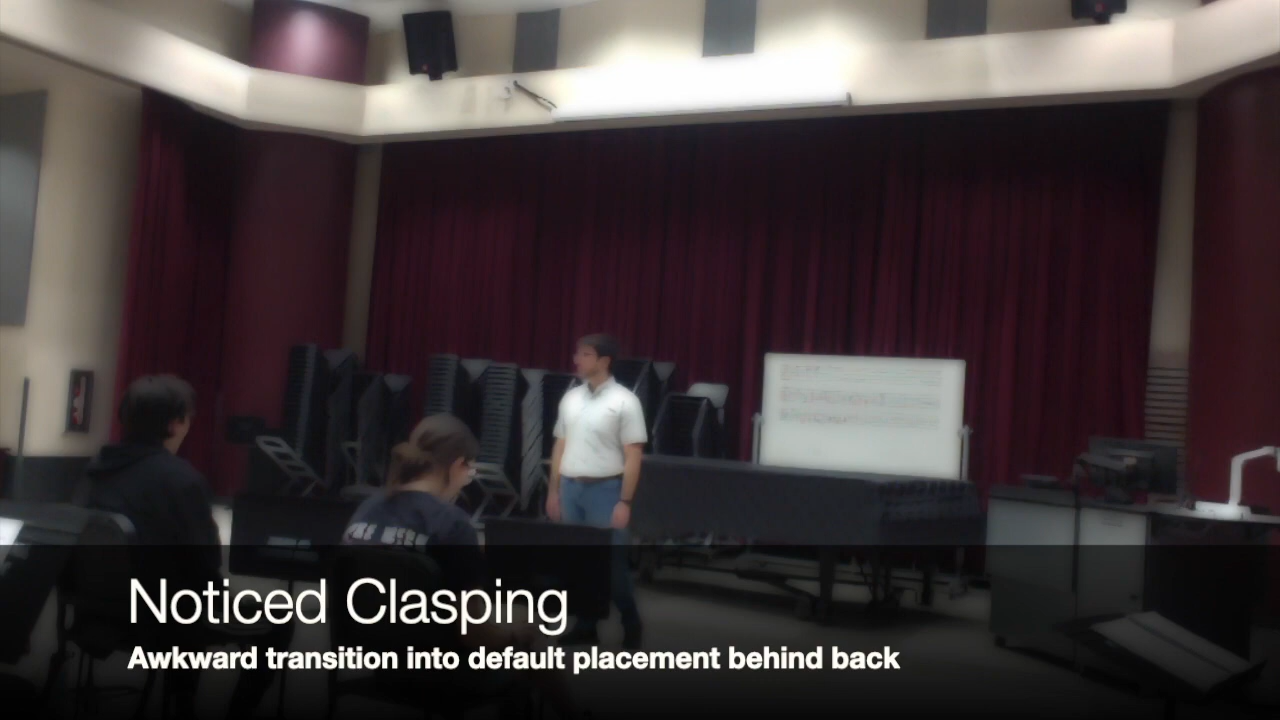 Noticed Clasping
Awkward transition into default placement behind back